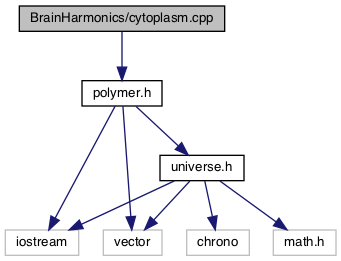 BrainHarmonics/cytoplasm.cpp
polymer.h
universe.h
iostream
vector
chrono
math.h